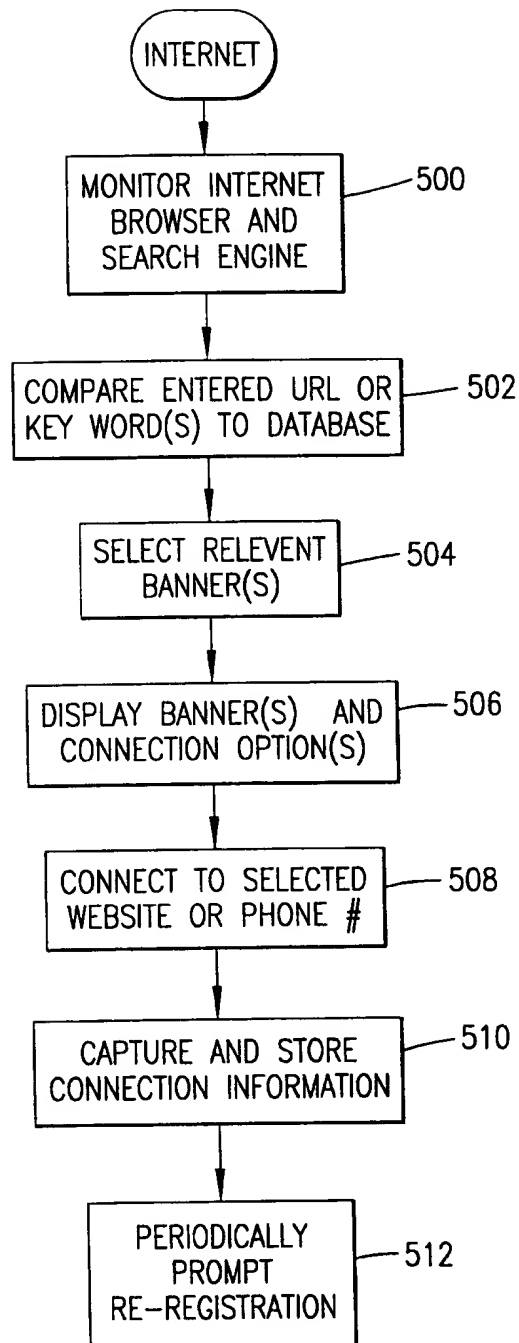 INTERNET
MONITOR INTERNET
BROWSER AND
SEARCH ENGINE
500
COMPARE ENTERED URL OR
KEY WORD(S) TO DATABASE
502
SELECT RELEVENT
BANNER(S)
504
DISPLAY BANNER(S) AND
CONNECTION OPTION(S)
506
CONNECT TO SELECTED
WEBSITE OR PHONE #
508
CAPTURE AND STORE
CONNECTION INFORMATION
510
PERIODICALLY
PROMPT
RE-REGISTRATION
512